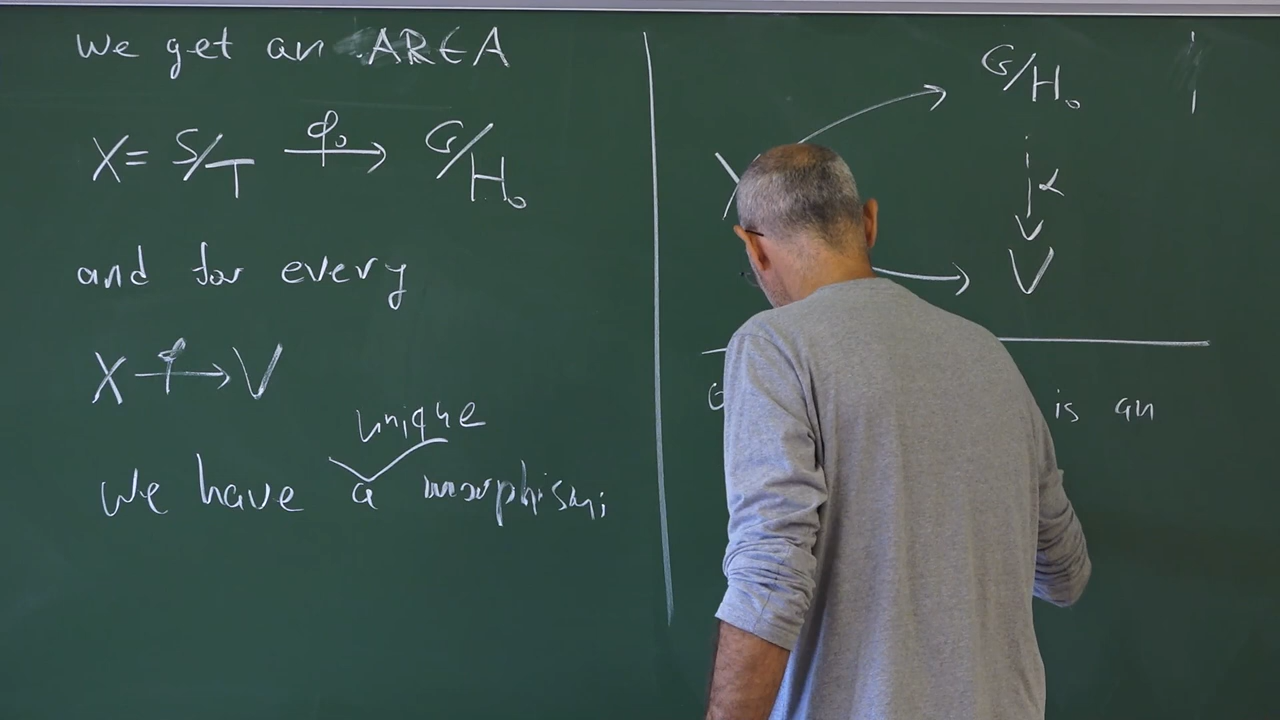 We get an AREA
X = S/T φ₀→ G/H₀
and for every
X φ→ V
unique
We have a morphism:
X G/H₀
α
V
G is an